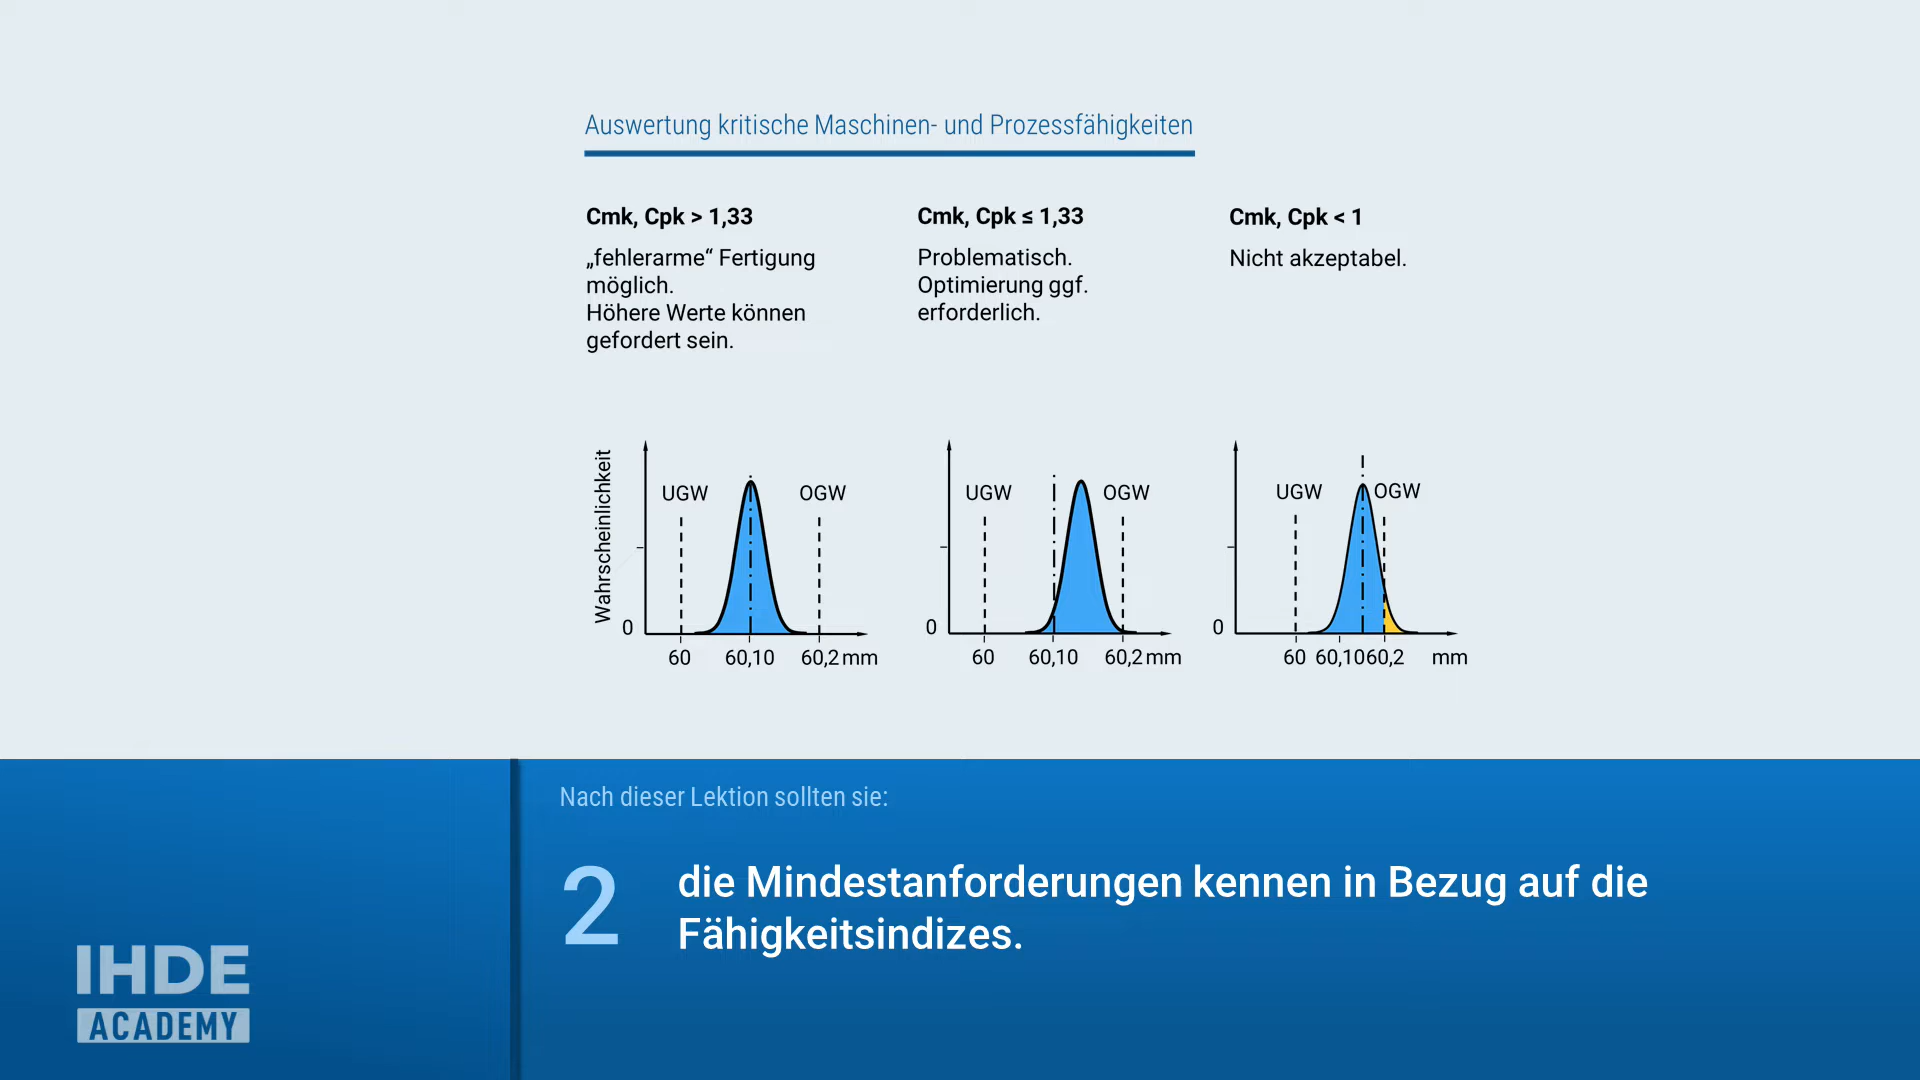 Auswertung kritische Maschinen- und Prozessfähigkeiten
Cmk, Cpk > 1,33
„fehlerarme“ Fertigung
möglich.
Höhere Werte können
gefordert sein.
Cmk, Cpk ≤ 1,33
Problematisch.
Optimierung ggf.
erforderlich.
Cmk, Cpk < 1
Nicht akzeptabel.
Wahrscheinlichkeit
UGW
OGW
0
60
60,10
60,2 mm
UGW
OGW
0
60
60,10
60,2 mm
UGW
OGW
0
60
60,10
60,2
mm
Nach dieser Lektion sollten sie:
2
die Mindestanforderungen kennen in Bezug auf die
Fähigkeitsindizes.
IHDE
ACADEMY